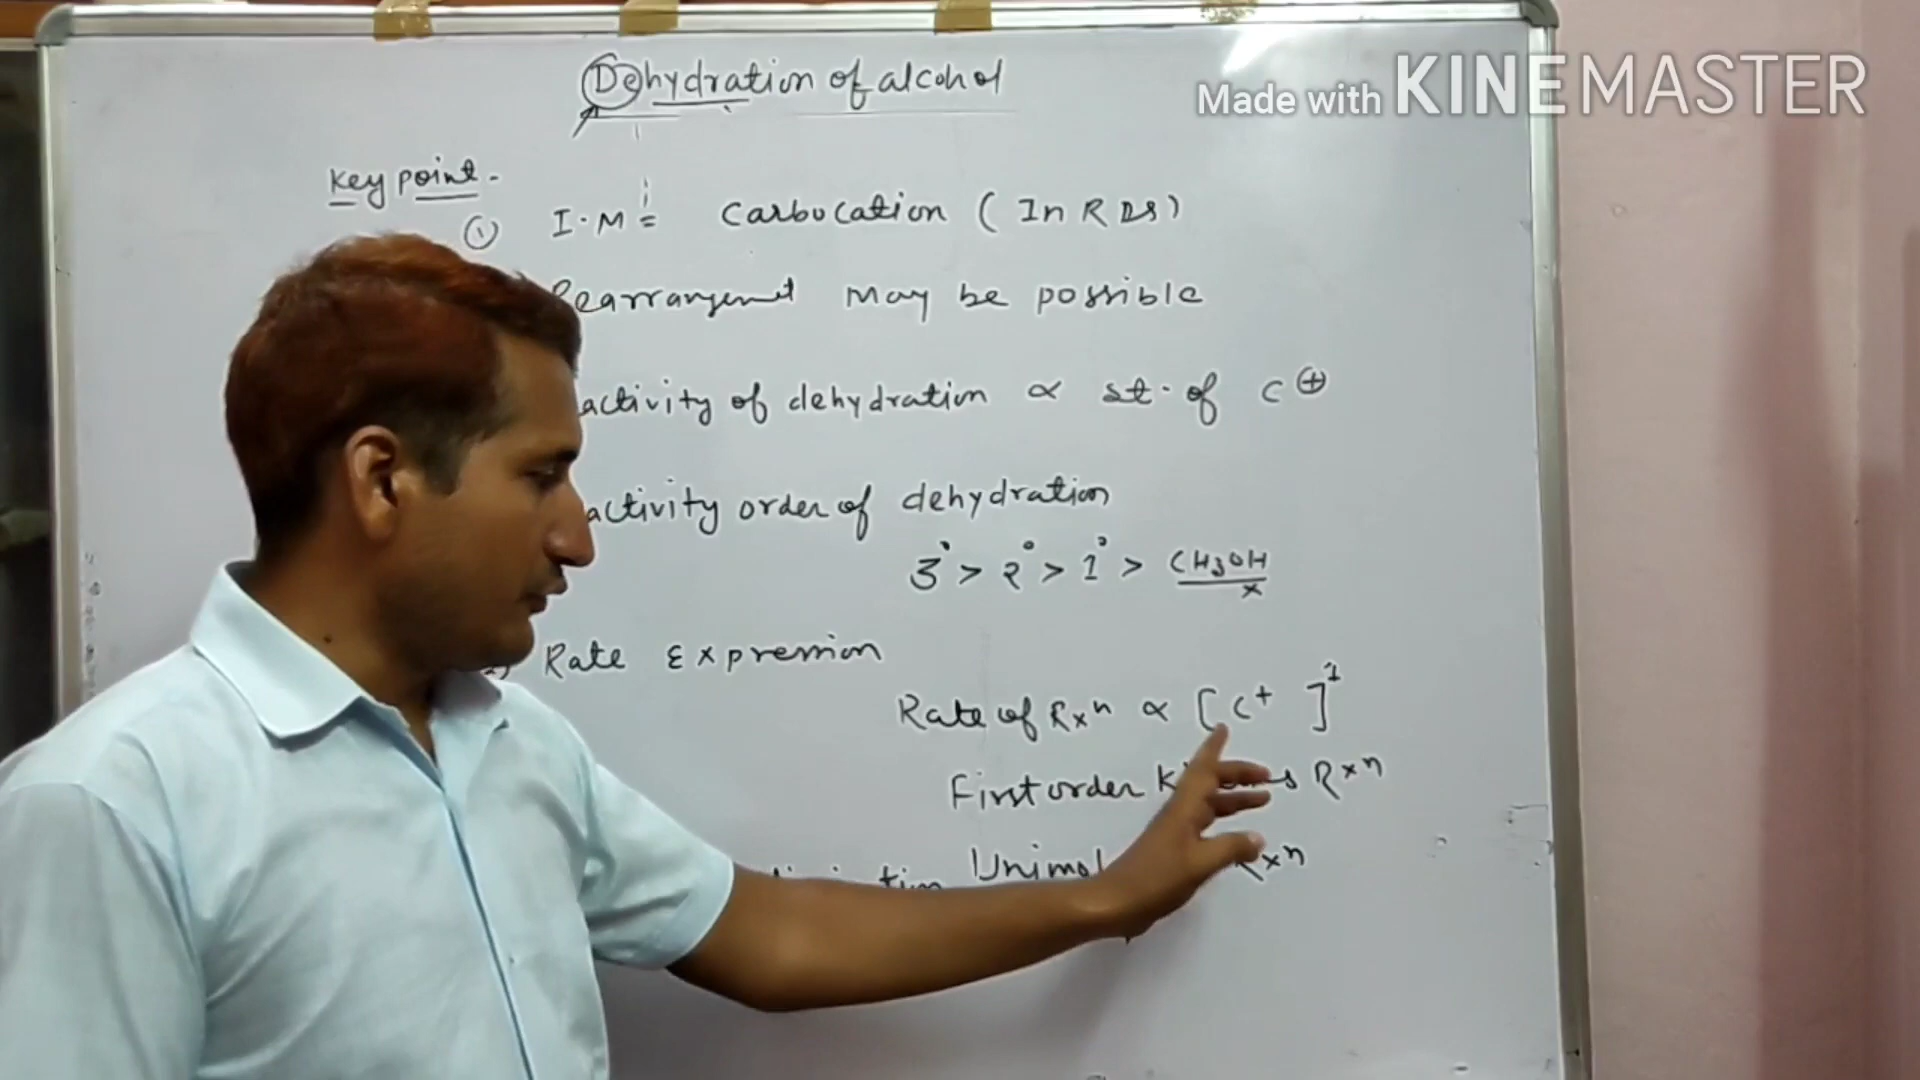 Dehydration of alcohol
Made with KINEMASTER
Key point -
① I.M = Carbocation (In RDS)
Rearrangement May be possible
activity of dehydration ∝ st. of C⊕
activity order of dehydration
3° > 2° > 1° > CH3OH
x
Rate Expression
Rate of Rxn ∝ [C+ ]1
First order Rxn
Rxn